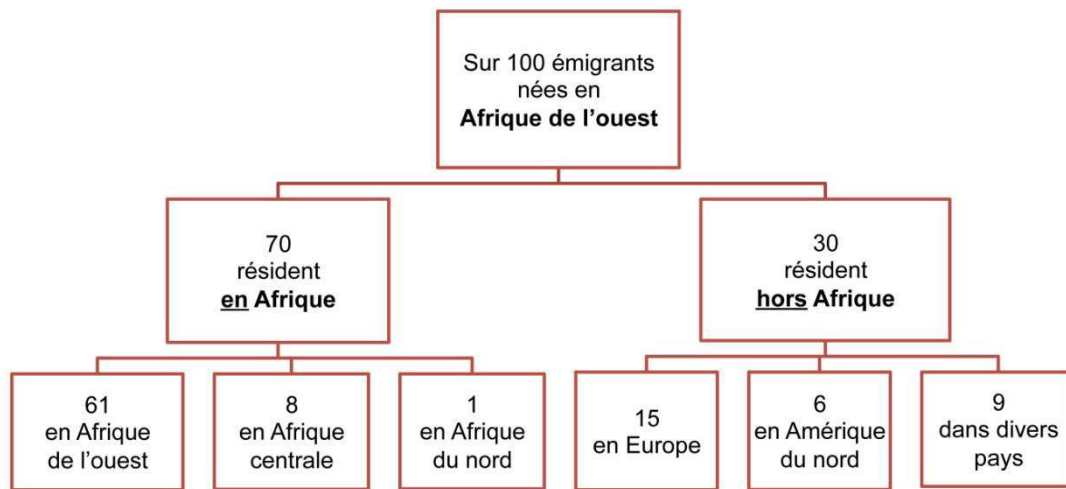 Sur 100 émigrants
nées en
Afrique de l'ouest
70
résident
en Afrique
30
résident
hors Afrique
61
en Afrique
de l'ouest
8
en Afrique
centrale
1
en Afrique
du nord
15
en Europe
6
en Amérique
du nord
9
dans divers
pays